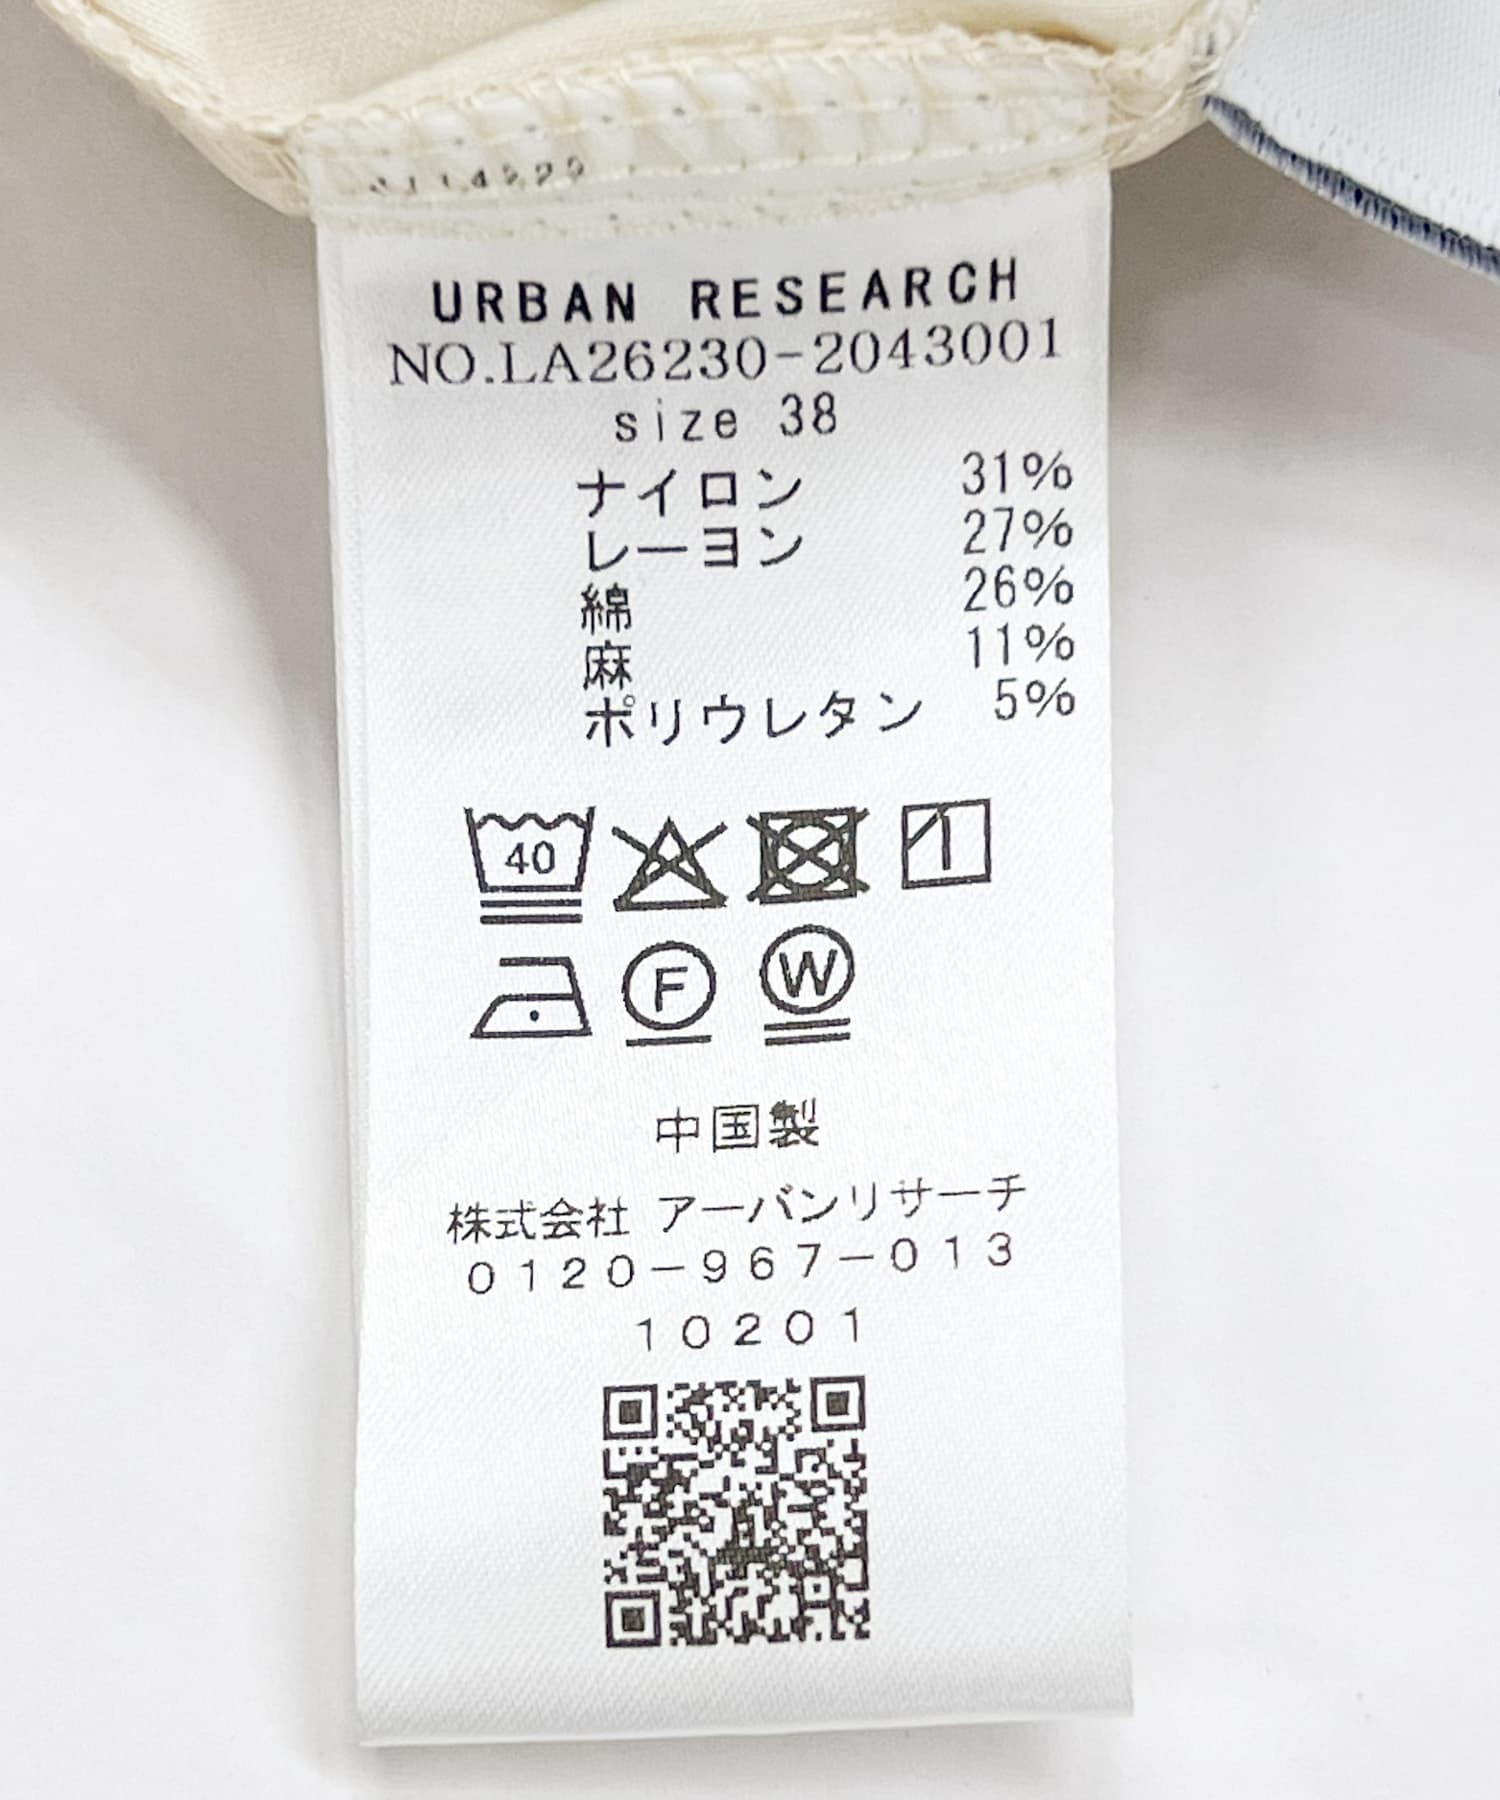 URBAN RESEARCH
NO.LA26230-2043001
size 38
ナイロン 31%
レーヨン 27%
綿 26%
麻 11%
ポリウレタン 5%
40
F W
中国製
株式会社 アーバンリサーチ
0120-967-013
10201